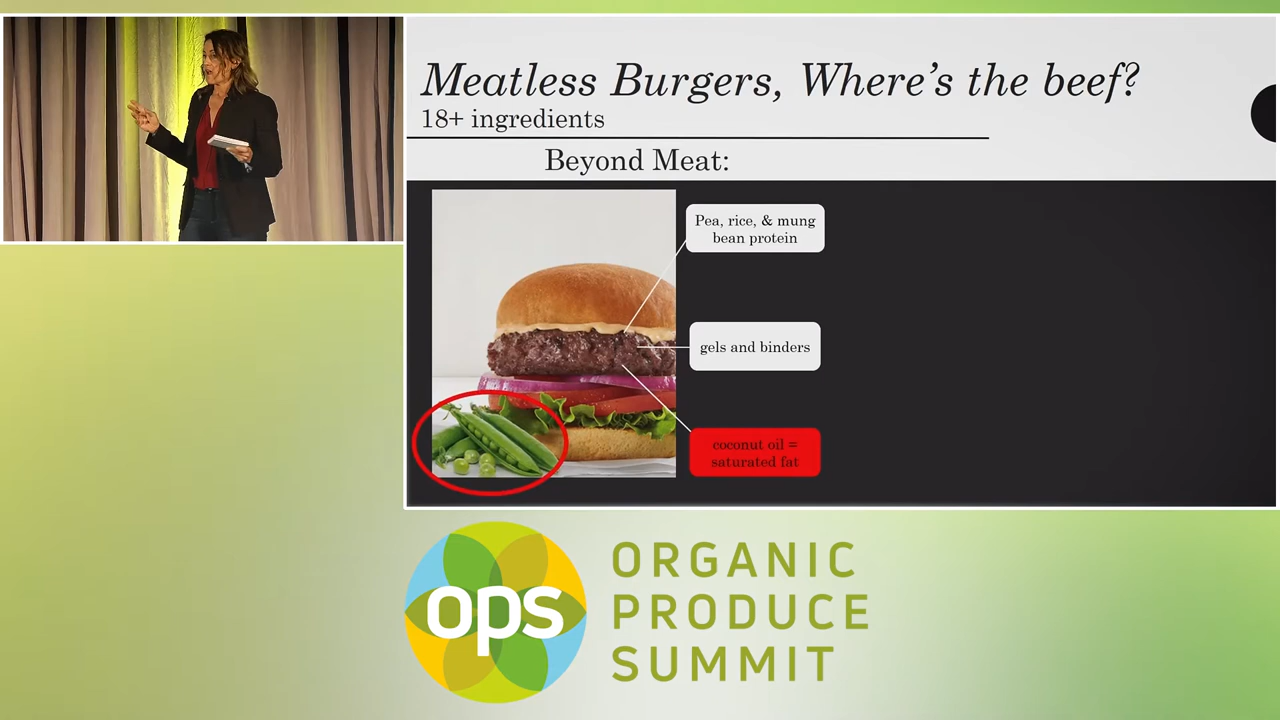 Meatless Burgers, Where's the beef?
18+ ingredients
Beyond Meat:
Pea, rice, & mung
bean protein
gels and binders
coconut oil =
saturated fat
ops
ORGANIC
PRODUCE
SUMMIT